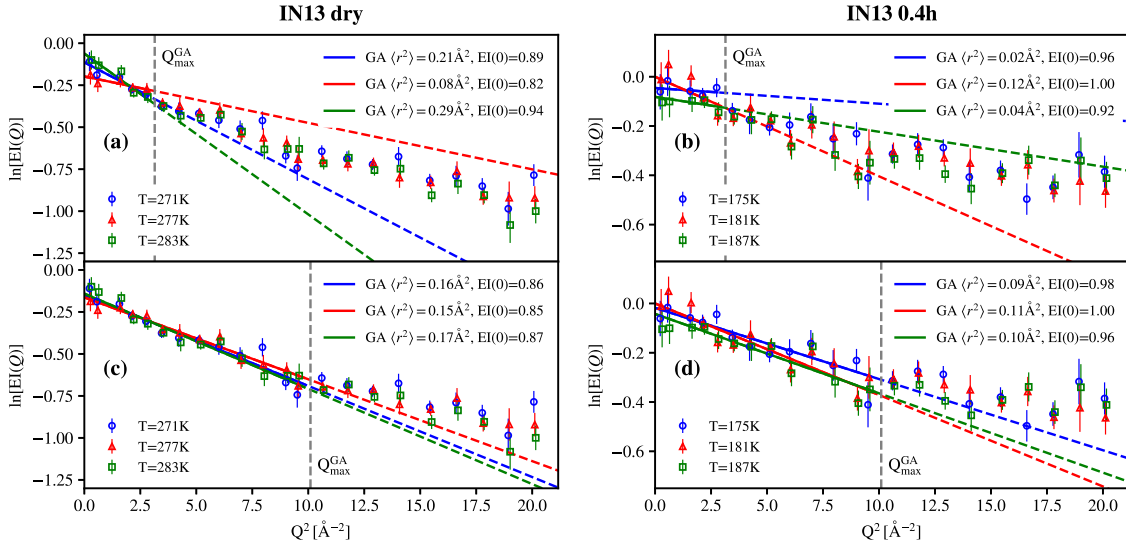 IN13 dry
IN13 0.4h
0.00
−0.25
−0.50
−0.75
−1.00
−1.25
ln[EI(Q)]
Q^GA_max
GA ⟨r²⟩=0.21Å², EI(0)=0.89
GA ⟨r²⟩=0.08Å², EI(0)=0.82
GA ⟨r²⟩=0.29Å², EI(0)=0.94
(a)
T=271K
T=277K
T=283K
0.0
−0.2
−0.4
−0.6
ln[EI(Q)]
Q^GA_max
GA ⟨r²⟩=0.02Å², EI(0)=0.96
GA ⟨r²⟩=0.12Å², EI(0)=1.00
GA ⟨r²⟩=0.04Å², EI(0)=0.92
(b)
T=175K
T=181K
T=187K
0.00
−0.25
−0.50
−0.75
−1.00
−1.25
ln[EI(Q)]
GA ⟨r²⟩=0.16Å², EI(0)=0.86
GA ⟨r²⟩=0.15Å², EI(0)=0.85
GA ⟨r²⟩=0.17Å², EI(0)=0.87
(c)
T=271K
T=277K
T=283K
Q^GA_max
0.0 2.5 5.0 7.5 10.0 12.5 15.0 17.5 20.0
Q² [Å⁻²]
0.0
−0.2
−0.4
−0.6
ln[EI(Q)]
GA ⟨r²⟩=0.09Å², EI(0)=0.98
GA ⟨r²⟩=0.11Å², EI(0)=1.00
GA ⟨r²⟩=0.10Å², EI(0)=0.96
(d)
T=175K
T=181K
T=187K
Q^GA_max
0.0 2.5 5.0 7.5 10.0 12.5 15.0 17.5 20.0
Q² [Å⁻²]